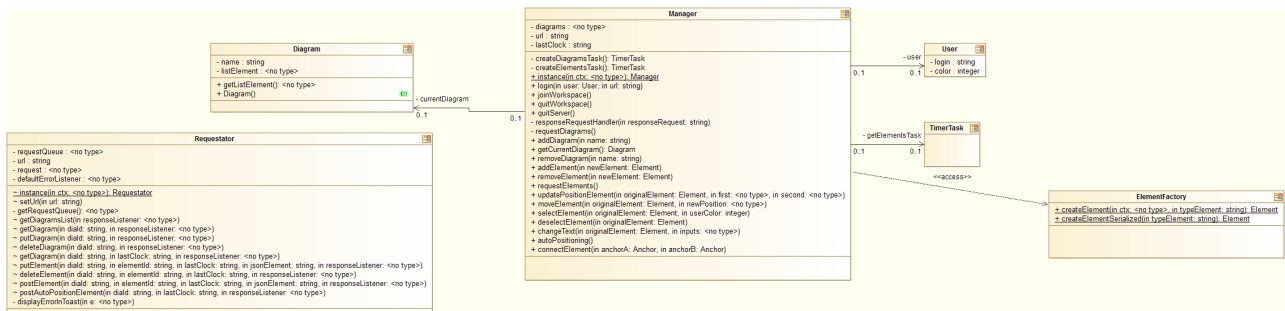 Manager
- diagrams : <no type>
- url : string
- lastClock : string
- createDiagramsTask(): TimerTask
- createElementsTask(): TimerTask
+ instance(in ctx: <no type>): Manager
+ login(in user: User, in url: string)
+ joinWorkspace()
+ quitWorkspace()
+ quitServer()
- responseRequestHandler(in responseRequest: string)
- requestDiagrams()
+ addDiagram(in name: string)
+ getCurrentDiagram(): Diagram
+ removeDiagram(in name: string)
+ addElement(in newElement: Element)
+ removeElement(in newElement: Element)
+ requestElements()
+ updatePositionElement(in originalElement: Element, in first: <no type>, in second: <no type>)
+ moveElement(in originalElement: Element, in newPosition: <no type>)
+ selectElement(in originalElement: Element, in userColor: integer)
+ deselectElement(in originalElement: Element)
+ changeText(in originalElement: Element, in inputs: <no type>)
+ autoPositioning()
+ connectElement(in anchorA: Anchor, in anchorB: Anchor)
Diagram
- name : string
- listElement : <no type>
+ getListElement(): <no type>
+ Diagram()
- currentDiagram
0..1
0..1
User
- login : string
- color : integer
- user
0..1
0..1
TimerTask
- getElementsTask
0..1
0..1
<<access>>
ElementFactory
+ createElement(in ctx: <no type>, in typeElement: string): Element
+ createElementSerialized(in typeElement: string): Element
Requestator
- requestQueue : <no type>
- url : string
- request : <no type>
- defaultErrorListener : <no type>
~ instance(in ctx: <no type>): Requestator
~ setUrl(in url: string)
- getRequestQueue(): <no type>
~ getDiagramsList(in responseListener: <no type>)
~ getDiagram(in diaId: string, in responseListener: <no type>)
~ putDiagram(in diaId: string, in responseListener: <no type>)
~ deleteDiagram(in diaId: string, in responseListener: <no type>)
~ getDiagram(in diaId: string, in lastClock: string, in responseListener: <no type>)
~ putElement(in diaId: string, in elementId: string, in lastClock: string, in jsonElement: string, in responseListener: <no type>)
~ deleteElement(in diaId: string, in elementId: string, in lastClock: string, in responseListener: <no type>)
~ postElement(in diaId: string, in elementId: string, in lastClock: string, in jsonElement: string, in responseListener: <no type>)
~ postAutoPositionElement(in diaId: string, in lastClock: string, in responseListener: <no type>)
- displayErrorInToast(in e: <no type>)